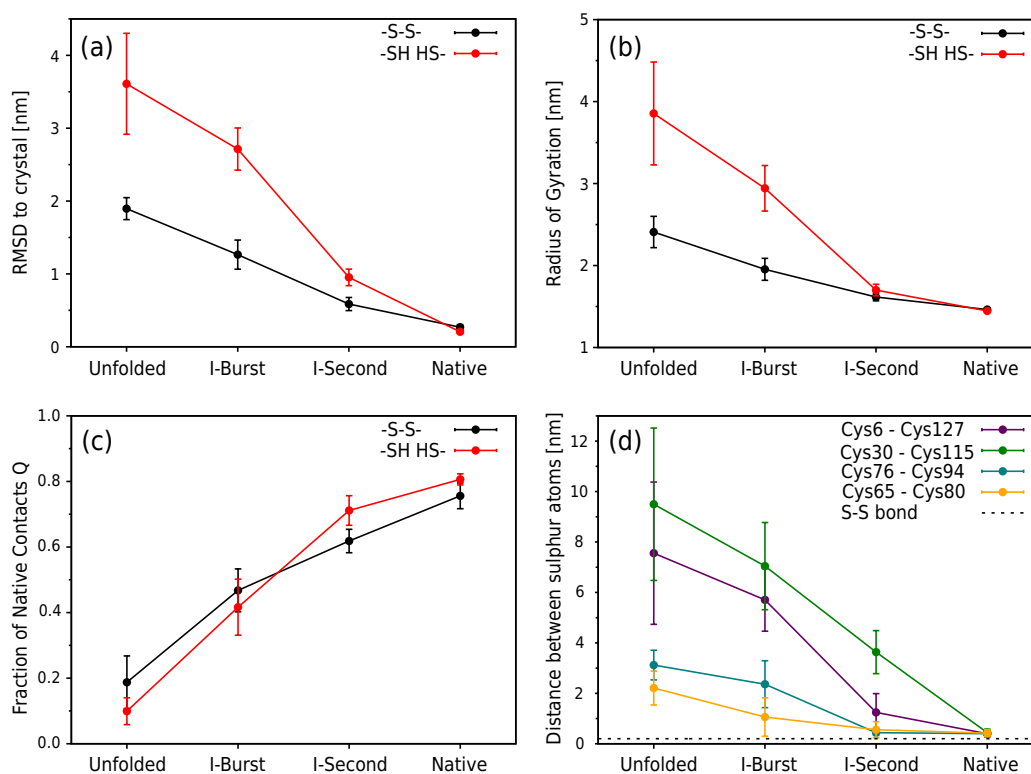 (a)
-S-S-
-SH HS-
RMSD to crystal [nm]
4
3
2
1
0
Unfolded I-Burst I-Second Native
(b)
-S-S-
-SH HS-
Radius of Gyration [nm]
5
4
3
2
1
Unfolded I-Burst I-Second Native
(c)
-S-S-
-SH HS-
Fraction of Native Contacts Q
1.0
0.8
0.6
0.4
0.2
0.0
Unfolded I-Burst I-Second Native
(d)
Cys6 - Cys127
Cys30 - Cys115
Cys76 - Cys94
Cys65 - Cys80
S-S bond
Distance between sulphur atoms [nm]
12
10
8
6
4
2
0
Unfolded I-Burst I-Second Native